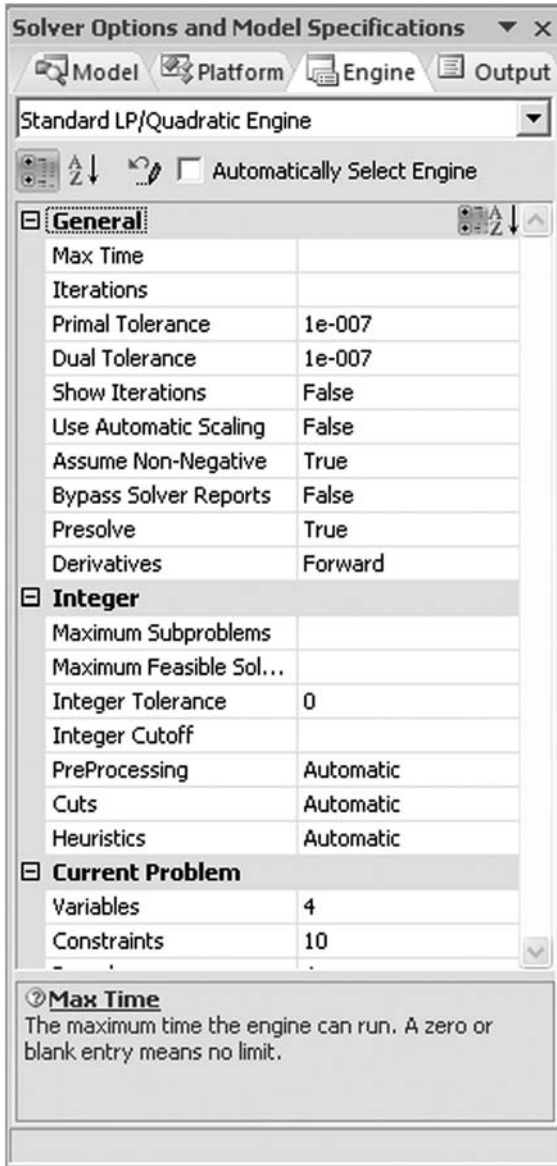 Solver Options and Model Specifications
Model Platform Engine Output
Standard LP/Quadratic Engine
Automatically Select Engine
General
Max Time
Iterations
Primal Tolerance 1e-007
Dual Tolerance 1e-007
Show Iterations False
Use Automatic Scaling False
Assume Non-Negative True
Bypass Solver Reports False
Presolve True
Derivatives Forward
Integer
Maximum Subproblems
Maximum Feasible Sol...
Integer Tolerance 0
Integer Cutoff
PreProcessing Automatic
Cuts Automatic
Heuristics Automatic
Current Problem
Variables 4
Constraints 10
Max Time
The maximum time the engine can run. A zero or
blank entry means no limit.